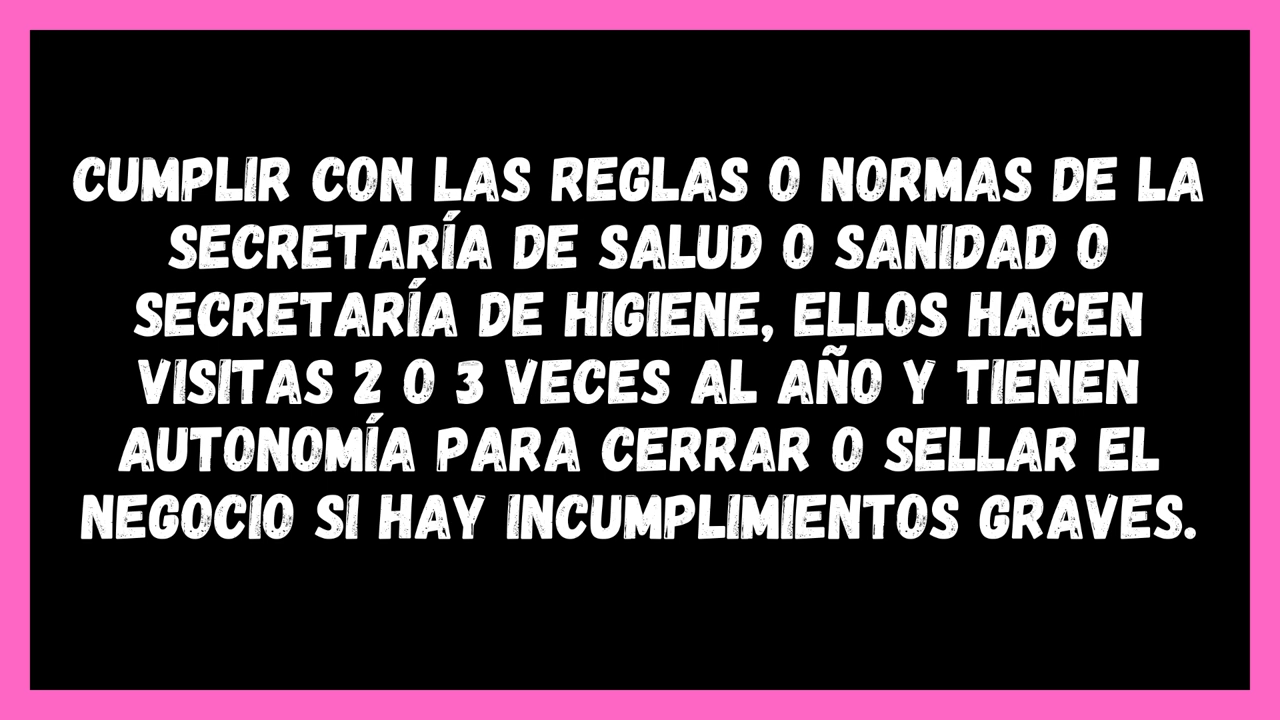 CUMPLIR CON LAS REGLAS O NORMAS DE LA
SECRETARÍA DE SALUD O SANIDAD O
SECRETARÍA DE HIGIENE, ELLOS HACEN
VISITAS 2 O 3 VECES AL AÑO Y TIENEN
AUTONOMÍA PARA CERRAR O SELLAR EL
NEGOCIO SI HAY INCUMPLIMIENTOS GRAVES.